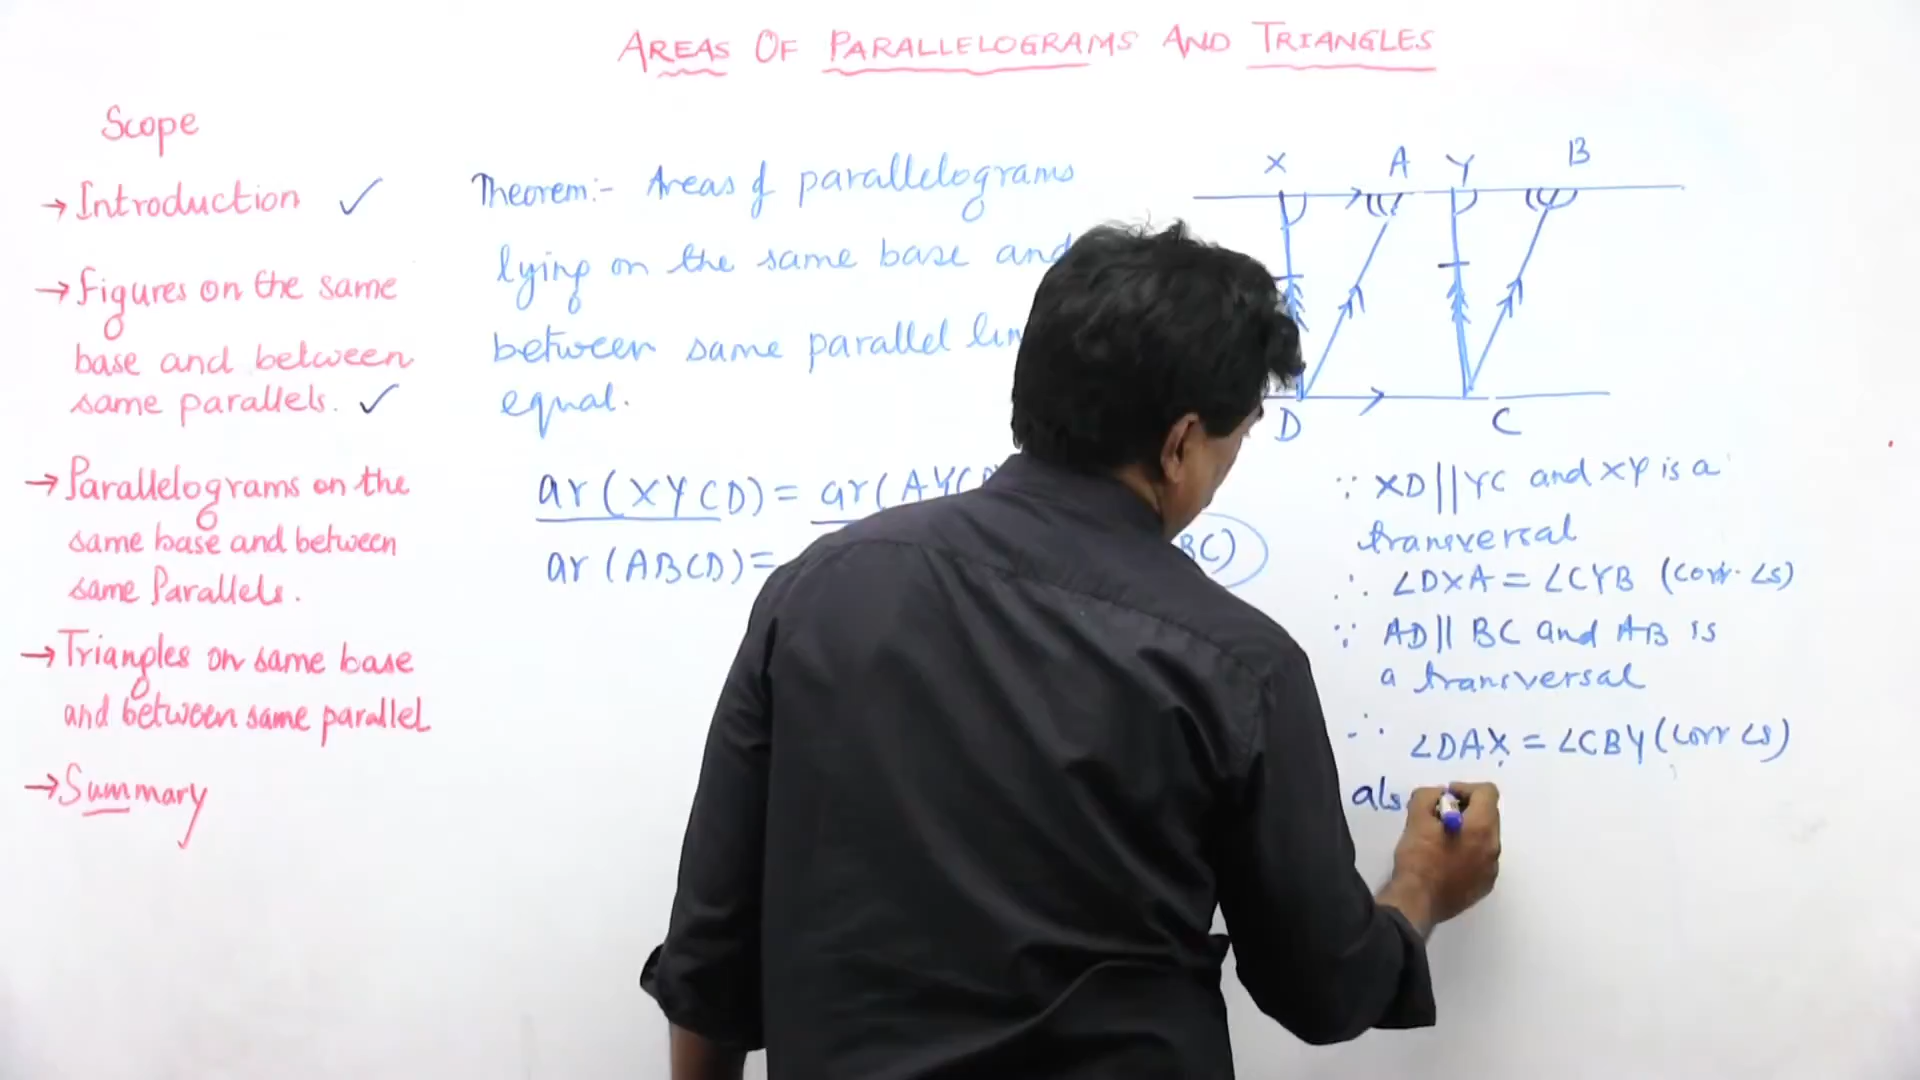 AREAS OF PARALLELOGRAMS AND TRIANGLES
Scope
→ Introduction ✓
→ figures on the same
base and between
same parallels. ✓
→ Parallelograms on the
same base and between
same Parallels.
→ Triangles on same base
and between same parallel
→ Summary
Theorem:- Areas of parallelograms
lying on the same base and
between same parallel
equal.
ar (XYCD) = ar (AYCD
ar (ABCD) =
BC)
X A Y B
D C
∵ XD || YC and XY is a
transversal
∴ ∠DXA = ∠CYB (Corr. ∠s)
∵ AD || BC and AB is
a transversal
∴ ∠DAX = ∠CBY (Corr ∠s)
als